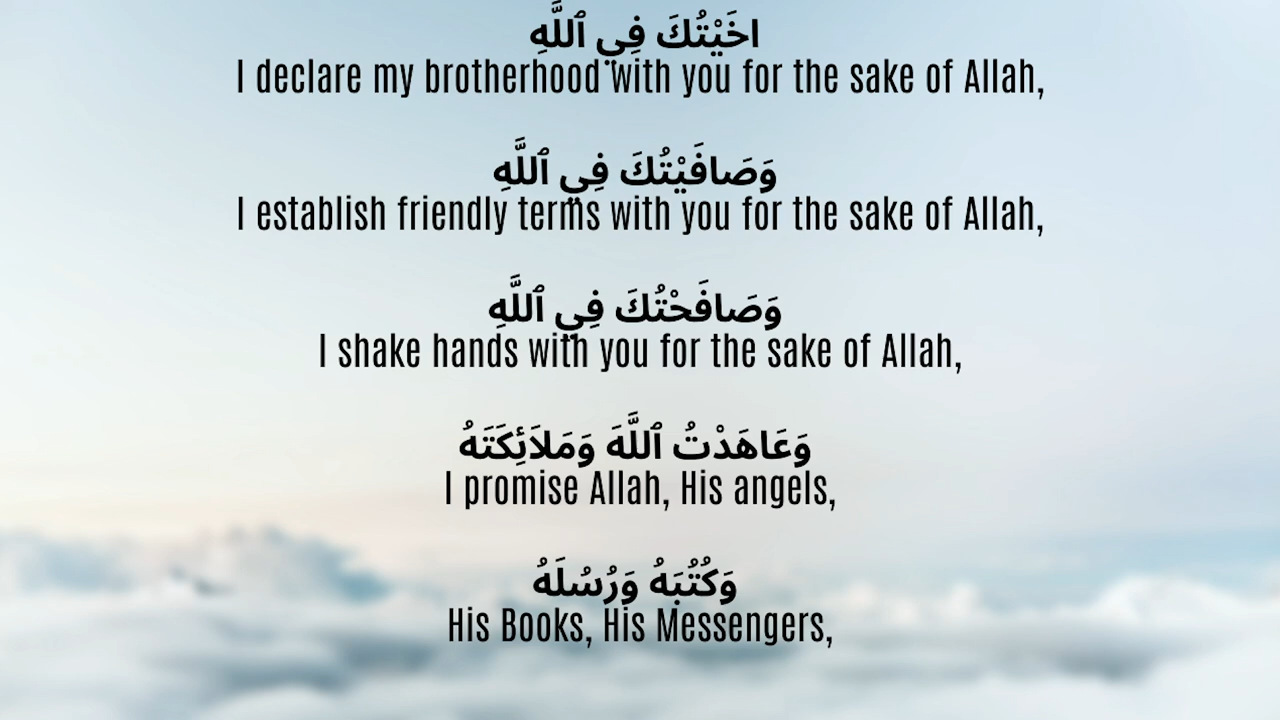 اخَيْتُكَ فِي ٱللَّهِ
I declare my brotherhood with you for the sake of Allah,
وَصَافَيْتُكَ فِي ٱللَّهِ
I establish friendly terms with you for the sake of Allah,
وَصَافَحْتُكَ فِي ٱللَّهِ
I shake hands with you for the sake of Allah,
وَعَاهَدْتُ ٱللَّهَ وَمَلاَئِكَتَهُ
I promise Allah, His angels,
وَكُتُبَهُ وَرُسُلَهُ
His Books, His Messengers,